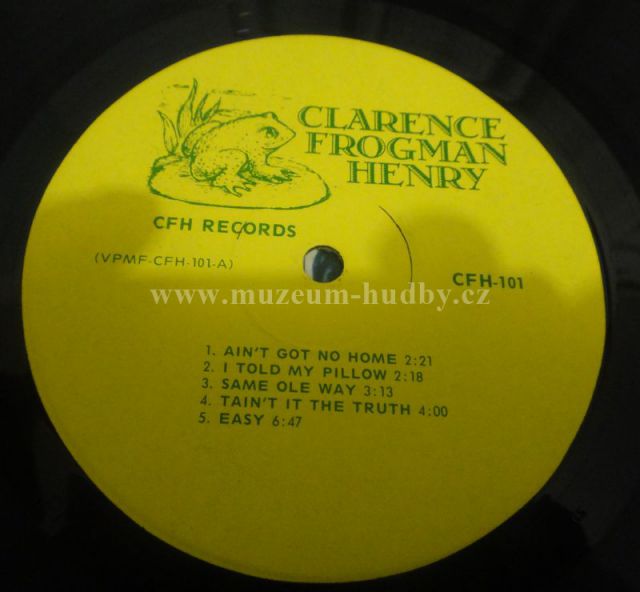 CLARENCE
FROGMAN
HENRY
CFH RECORDS
(VPMF-CFH-101-A)
CFH-101
www.muzeum-hudby.cz
1. AIN'T GOT NO HOME 2:21
2. I TOLD MY PILLOW 2:18
3. SAME OLE WAY 3:13
4. TAIN'T IT THE TRUTH 4:00
5. EASY 6:47